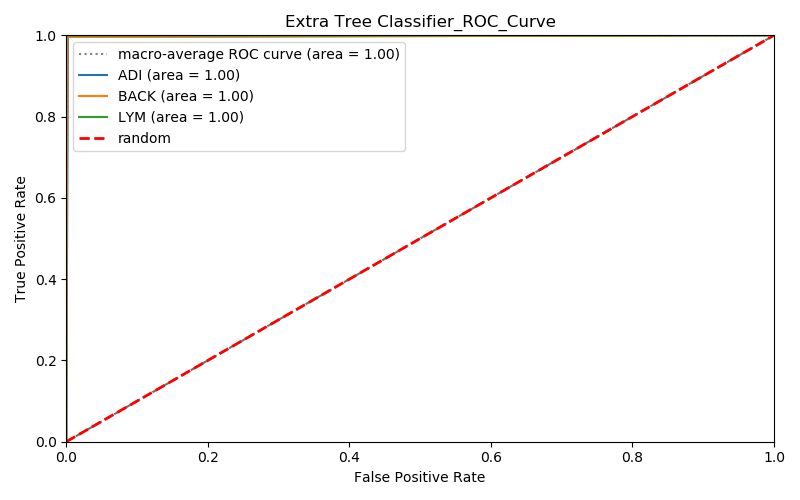 Extra Tree Classifier_ROC_Curve
macro-average ROC curve (area = 1.00)
ADI (area = 1.00)
BACK (area = 1.00)
LYM (area = 1.00)
random
True Positive Rate
1.0
0.8
0.6
0.4
0.2
0.0
0.0 0.2 0.4 0.6 0.8 1.0
False Positive Rate